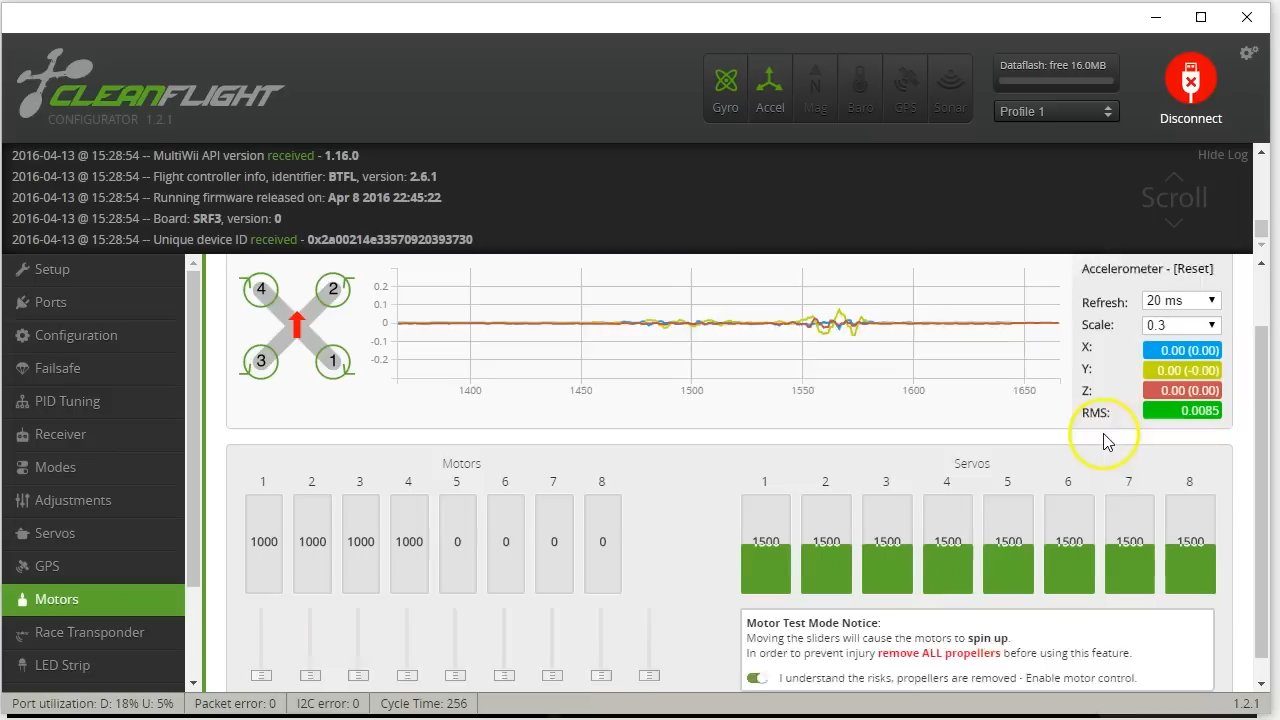 CLEANFLIGHT
CONFIGURATOR 1.2.1
Gyro
Accel
Mag
Baro
GPS
Sonar
Dataflash: free 16.0MB
Profile 1
Disconnect
2016-04-13 @ 15:28:54 -- MultiWii API version received - 1.16.0
2016-04-13 @ 15:28:54 -- Flight controller info, identifier: BTFL, version: 2.6.1
2016-04-13 @ 15:28:54 -- Running firmware released on: Apr 8 2016 22:45:22
2016-04-13 @ 15:28:54 -- Board: SRF3, version: 0
2016-04-13 @ 15:28:54 -- Unique device ID received - 0x2a00214e33570920393730
Hide Log
Scroll
Setup
Ports
Configuration
Failsafe
PID Tuning
Receiver
Modes
Adjustments
Servos
GPS
Motors
Race Transponder
LED Strip
4 2
3 1
0.2
0.1
0
-0.1
-0.2
1400 1450 1500 1550 1600 1650
Accelerometer - [Reset]
Refresh: 20 ms
Scale: 0.3
X: 0.00 (0.00)
Y: 0.00 (-0.00)
Z: 0.00 (0.00)
RMS: 0.0085
Motors
1 2 3 4 5 6 7 8
1000 1000 1000 1000 0 0 0 0
Servos
1 2 3 4 5 6 7 8
1500 1500 1500 1500 1500 1500 1500 1500
Motor Test Mode Notice:
Moving the sliders will cause the motors to spin up.
In order to prevent injury remove ALL propellers before using this feature.
I understand the risks, propellers are removed - Enable motor control.
Port utilization: D: 18% U: 5%
Packet error: 0
I2C error: 0
Cycle Time: 256
1.2.1